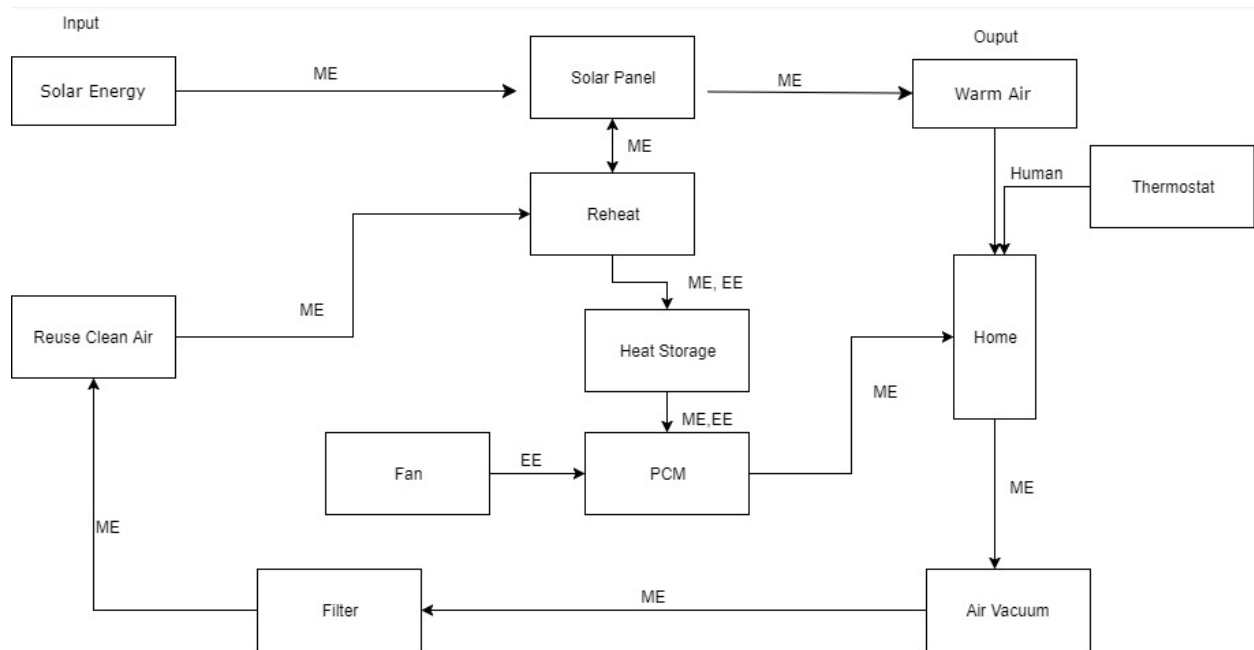 Input
Ouput
Solar Energy
ME
Solar Panel
ME
Warm Air
ME
Human
Thermostat
Reheat
ME, EE
Reuse Clean Air
ME
Heat Storage
Home
ME,EE
ME
Fan
EE
PCM
ME
ME
Filter
ME
Air Vacuum